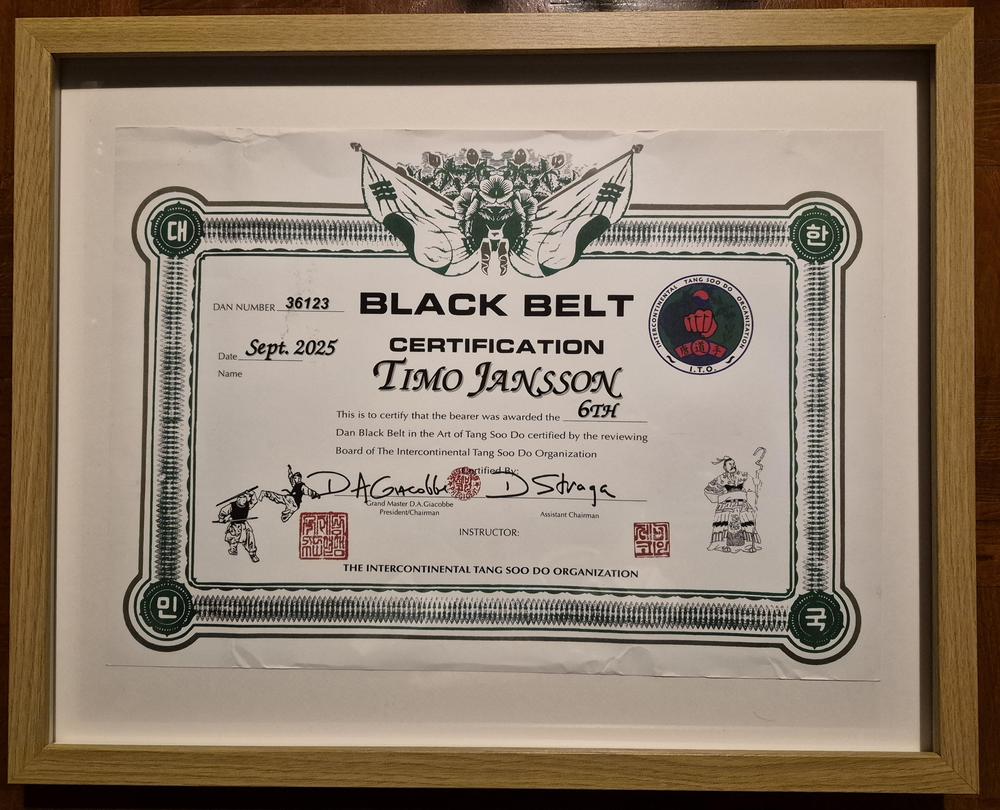 대
한
DAN NUMBER 36123
BLACK BELT
CERTIFICATION
INTERCONTINENTAL TANG SOO DO ORGANIZATION
I.T.O.
Date Sept. 2025
Name
TIMO JANSSON
This is to certify that the bearer was awarded the 6TH
Dan Black Belt in the Art of Tang Soo Do certified by the reviewing
Board of The Intercontinental Tang Soo Do Organization
Certified By:
D A Giacobbe
D Straga
Grand Master D.A.Giacobbe
President/Chairman
Assistant Chairman
INSTRUCTOR:
THE INTERCONTINENTAL TANG SOO DO ORGANIZATION
민
국